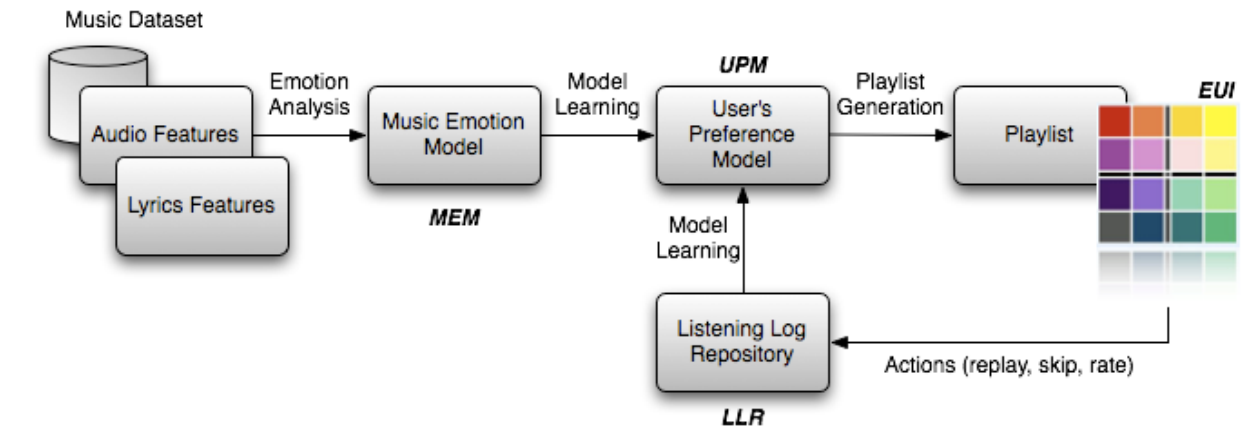 Music Dataset
Audio Features
Lyrics Features
Emotion
Analysis
Music Emotion
Model
MEM
Model
Learning
UPM
User's
Preference
Model
Playlist
Generation
Playlist
EUI
Model
Learning
Listening Log
Repository
LLR
Actions (replay, skip, rate)